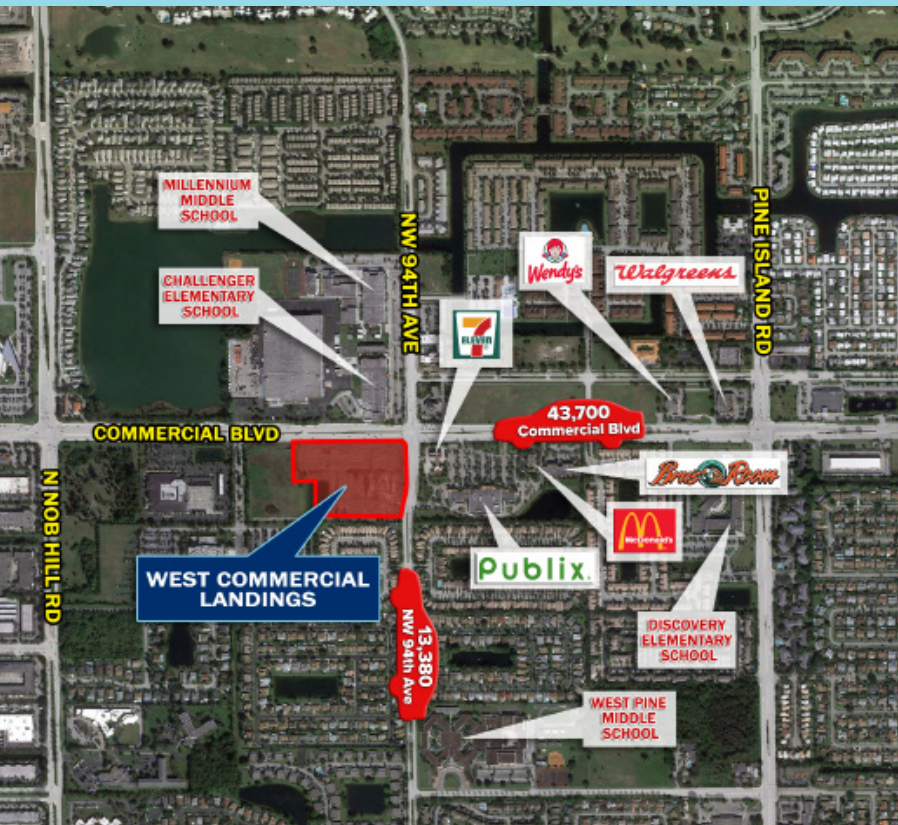 MILLENNIUM
MIDDLE
SCHOOL
CHALLENGER
ELEMENTARY
SCHOOL
NW 94TH AVE
7
ELEVEN
Wendy's
Walgreens
PINE ISLAND RD
COMMERCIAL BLVD
43,700
Commercial Blvd
N NOB HILL RD
Bru's Room
McDonald's
Publix.
WEST COMMERCIAL
LANDINGS
13,380
NW 94th Ave
DISCOVERY
ELEMENTARY
SCHOOL
WEST PINE
MIDDLE
SCHOOL